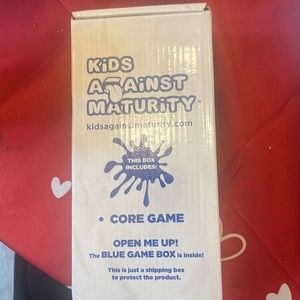 KiDS
AGAiNST
MATURiTY™
kidsagainstmaturity.com
THIS BOX
INCLUDES:
• CORE GAME
OPEN ME UP!
The BLUE GAME BOX is inside!
This is just a shipping box
to protect the product.